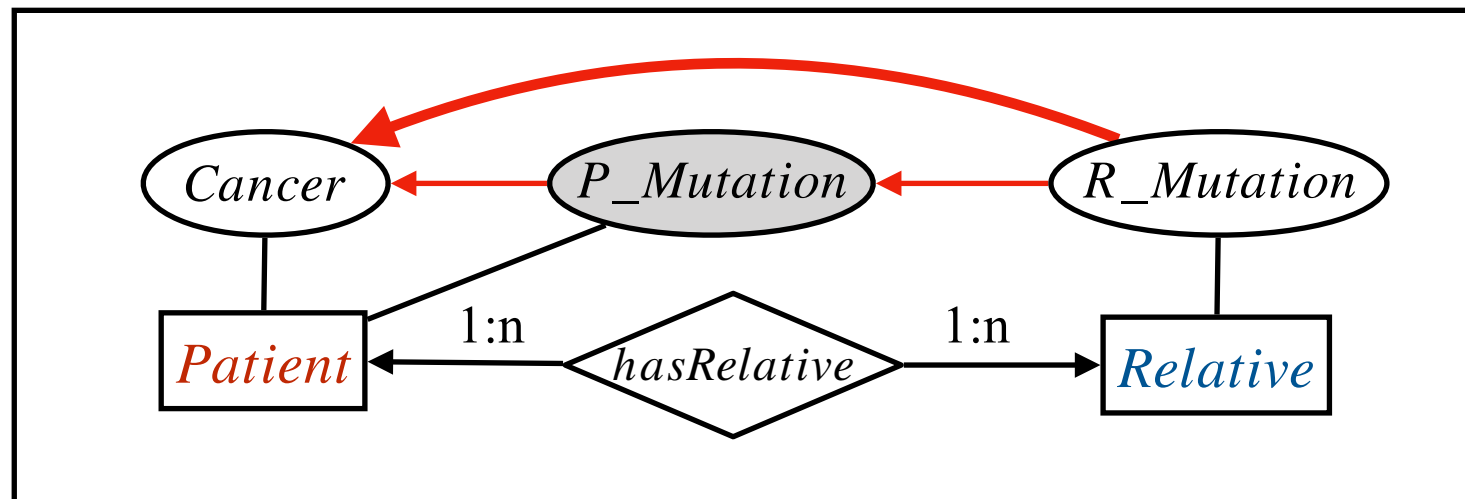 Cancer
P_Mutation
R_Mutation
Patient
1:n
hasRelative
1:n
Relative